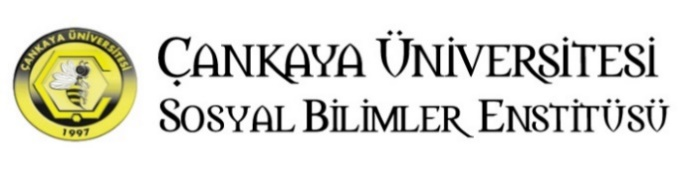 ÇANKAYA ÜNİVERSİTESİ
1997
ÇANKAYA ÜNİVERSİTESİ
SOSYAL BİLİMLER ENSTİTÜSÜ